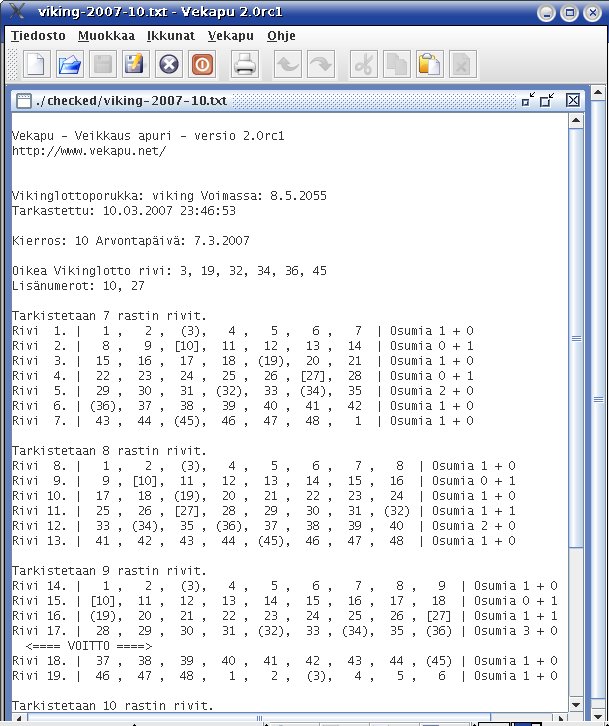 viking-2007-10.txt - Vekapu 2.0rc1
Tiedosto Muokkaa Ikkunat Vekapu Ohje
./checked/viking-2007-10.txt
Vekapu - Veikkaus apuri - versio 2.0rc1
http://www.vekapu.net/
Vikinglottoporukka: viking Voimassa: 8.5.2055
Tarkastettu: 10.03.2007 23:46:53
Kierros: 10 Arvontapäivä: 7.3.2007
Oikea Vikinglotto rivi: 3, 19, 32, 34, 36, 45
Lisänumerot: 10, 27
Tarkistetaan 7 rastin rivit.
Rivi 1. | 1 , 2 , (3), 4 , 5 , 6 , 7 | Osumia 1 + 0
Rivi 2. | 8 , 9 , [10], 11 , 12 , 13 , 14 | Osumia 0 + 1
Rivi 3. | 15 , 16 , 17 , 18 , (19), 20 , 21 | Osumia 1 + 0
Rivi 4. | 22 , 23 , 24 , 25 , 26 , [27], 28 | Osumia 0 + 1
Rivi 5. | 29 , 30 , 31 , (32), 33 , (34), 35 | Osumia 2 + 0
Rivi 6. | (36), 37 , 38 , 39 , 40 , 41 , 42 | Osumia 1 + 0
Rivi 7. | 43 , 44 , (45), 46 , 47 , 48 , 1 | Osumia 1 + 0
Tarkistetaan 8 rastin rivit.
Rivi 8. | 1 , 2 , (3), 4 , 5 , 6 , 7 , 8 | Osumia 1 + 0
Rivi 9. | 9 , [10], 11 , 12 , 13 , 14 , 15 , 16 | Osumia 0 + 1
Rivi 10. | 17 , 18 , (19), 20 , 21 , 22 , 23 , 24 | Osumia 1 + 0
Rivi 11. | 25 , 26 , [27], 28 , 29 , 30 , 31 , (32) | Osumia 1 + 1
Rivi 12. | 33 , (34), 35 , (36), 37 , 38 , 39 , 40 | Osumia 2 + 0
Rivi 13. | 41 , 42 , 43 , 44 , (45), 46 , 47 , 48 | Osumia 1 + 0
Tarkistetaan 9 rastin rivit.
Rivi 14. | 1 , 2 , (3), 4 , 5 , 6 , 7 , 8 , 9 | Osumia 1 + 0
Rivi 15. | [10], 11 , 12 , 13 , 14 , 15 , 16 , 17 , 18 | Osumia 0 + 1
Rivi 16. | (19), 20 , 21 , 22 , 23 , 24 , 25 , 26 , [27] | Osumia 1 + 1
Rivi 17. | 28 , 29 , 30 , 31 , (32), 33 , (34), 35 , (36) | Osumia 3 + 0
<==== VOITTO ====>
Rivi 18. | 37 , 38 , 39 , 40 , 41 , 42 , 43 , 44 , (45) | Osumia 1 + 0
Rivi 19. | 46 , 47 , 48 , 1 , 2 , (3), 4 , 5 , 6 | Osumia 1 + 0
Tarkistetaan 10 rastin rivit.